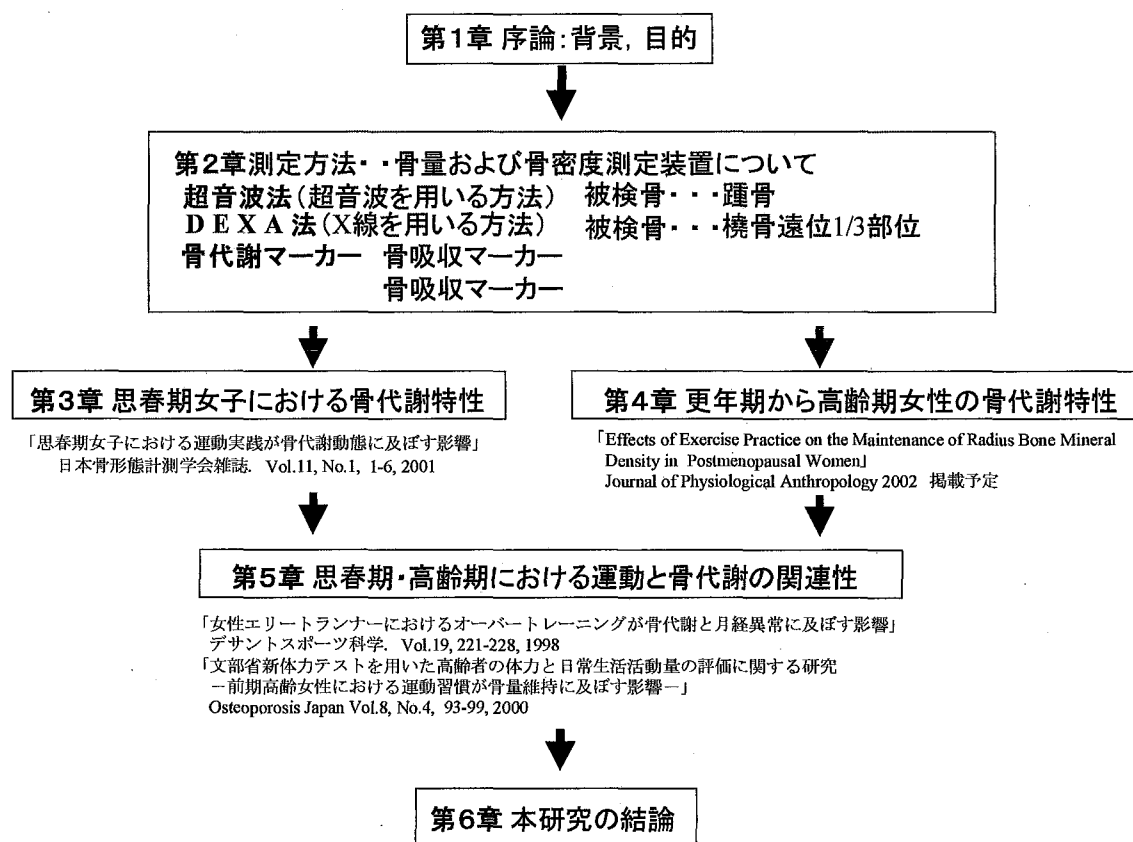 第1章 序論:背景, 目的
第2章測定方法・・骨量および骨密度測定装置について
超音波法(超音波を用いる方法) 被検骨・・・踵骨
DEXA法(X線を用いる方法) 被検骨・・・橈骨遠位1/3部位
骨代謝マーカー 骨吸収マーカー
骨吸収マーカー
第3章 思春期女子における骨代謝特性
「思春期女子における運動実践が骨代謝動態に及ぼす影響」
日本骨形態計測学会雑誌. Vol.11, No.1, 1-6, 2001
第4章 更年期から高齢期女性の骨代謝特性
「Effects of Exercise Practice on the Maintenance of Radius Bone Mineral
Density in Postmenopausal Women」
Journal of Physiological Anthropology 2002 掲載予定
第5章 思春期・高齢期における運動と骨代謝の関連性
「女性エリートランナーにおけるオーバートレーニングが骨代謝と月経異常に及ぼす影響」
デサントスポーツ科学. Vol.19, 221-228, 1998
「文部省新体力テストを用いた高齢者の体力と日常生活活動量の評価に関する研究
－前期高齢女性における運動習慣が骨量維持に及ぼす影響－」
Osteoporosis Japan Vol.8, No.4, 93-99, 2000
第6章 本研究の結論